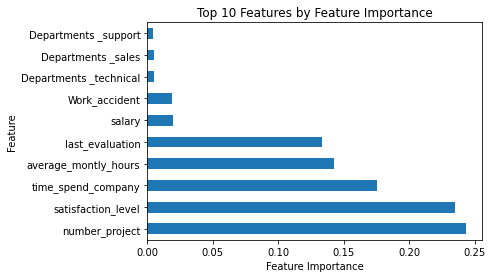 Top 10 Features by Feature Importance
Departments _support
Departments _sales
Departments _technical
Work_accident
salary
last_evaluation
average_montly_hours
time_spend_company
satisfaction_level
number_project
Feature
0.00 0.05 0.10 0.15 0.20 0.25
Feature Importance